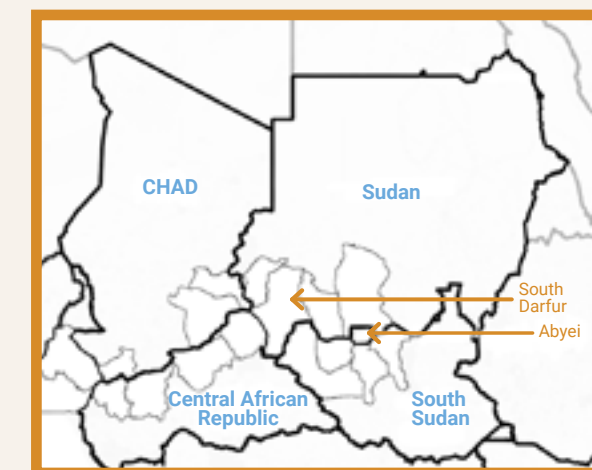 CHAD
Sudan
South
Darfur
Abyei
Central African
Republic
South
Sudan